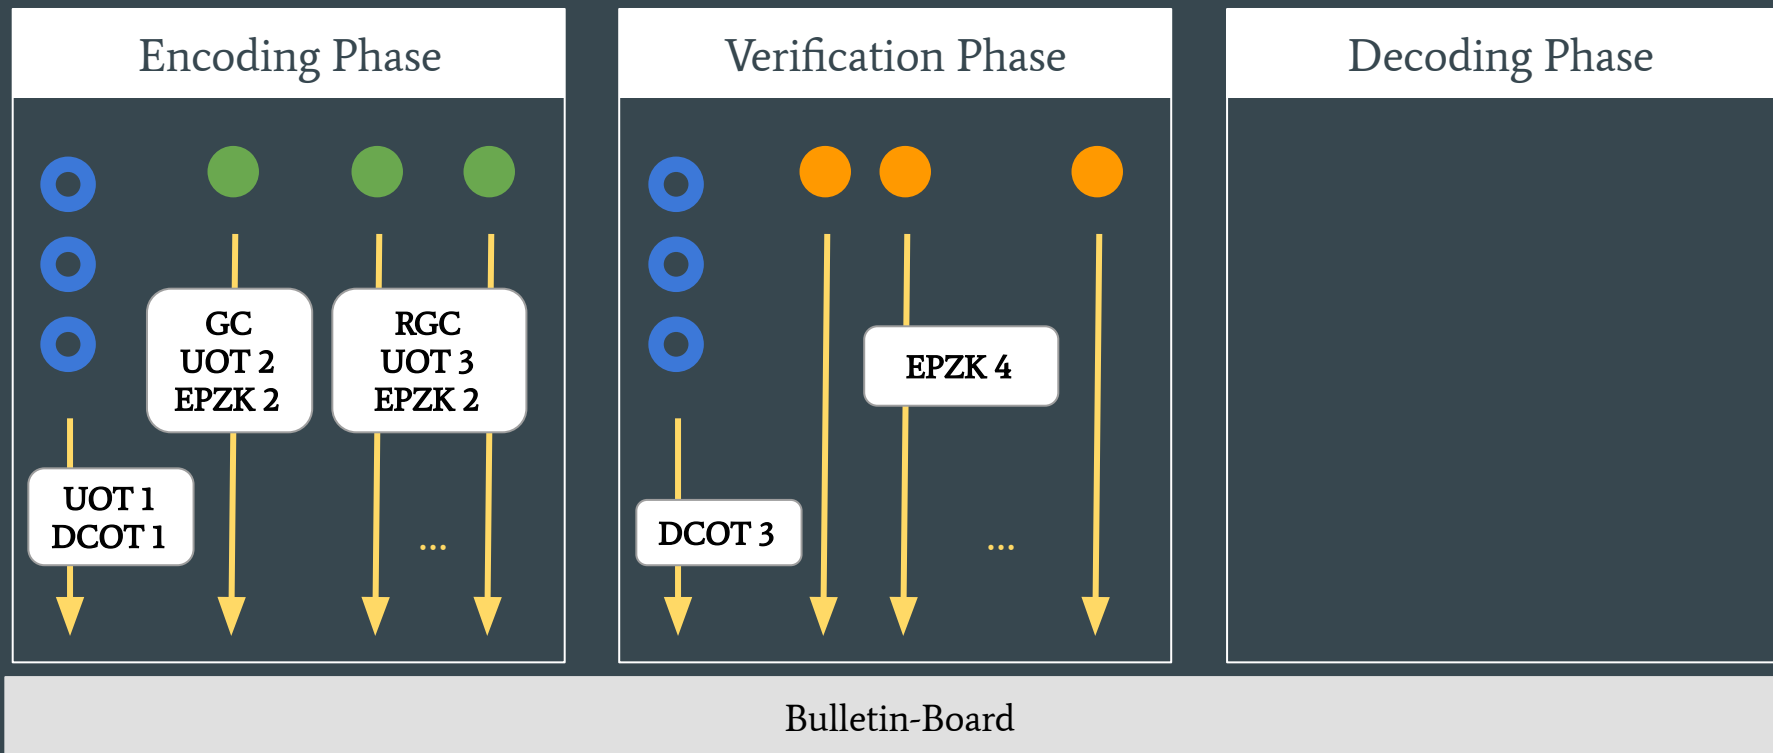 Encoding Phase
GC
UOT 2
EPZK 2
RGC
UOT 3
EPZK 2
UOT 1
DCOT 1
...
Verification Phase
EPZK 4
DCOT 3
...
Decoding Phase
Bulletin-Board